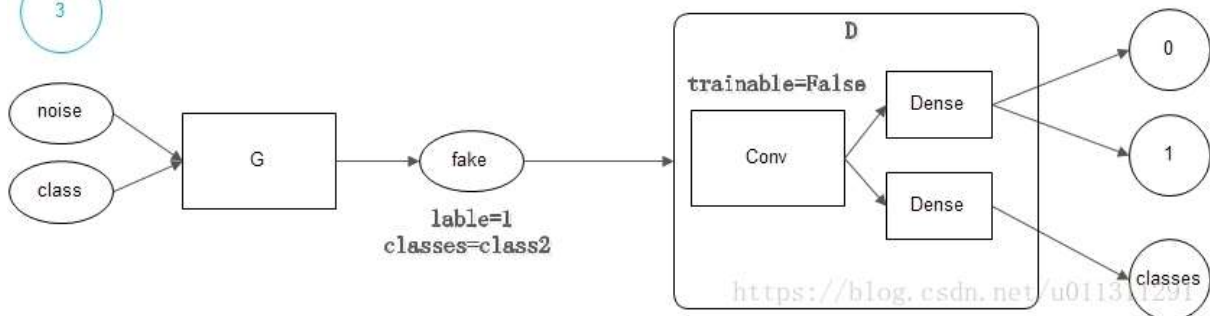 3
D
0
trainable=False
noise
Dense
G
fake
Conv
1
class
Dense
lable=1
classes=class2
classes
https://blog.csdn.net/u011311291